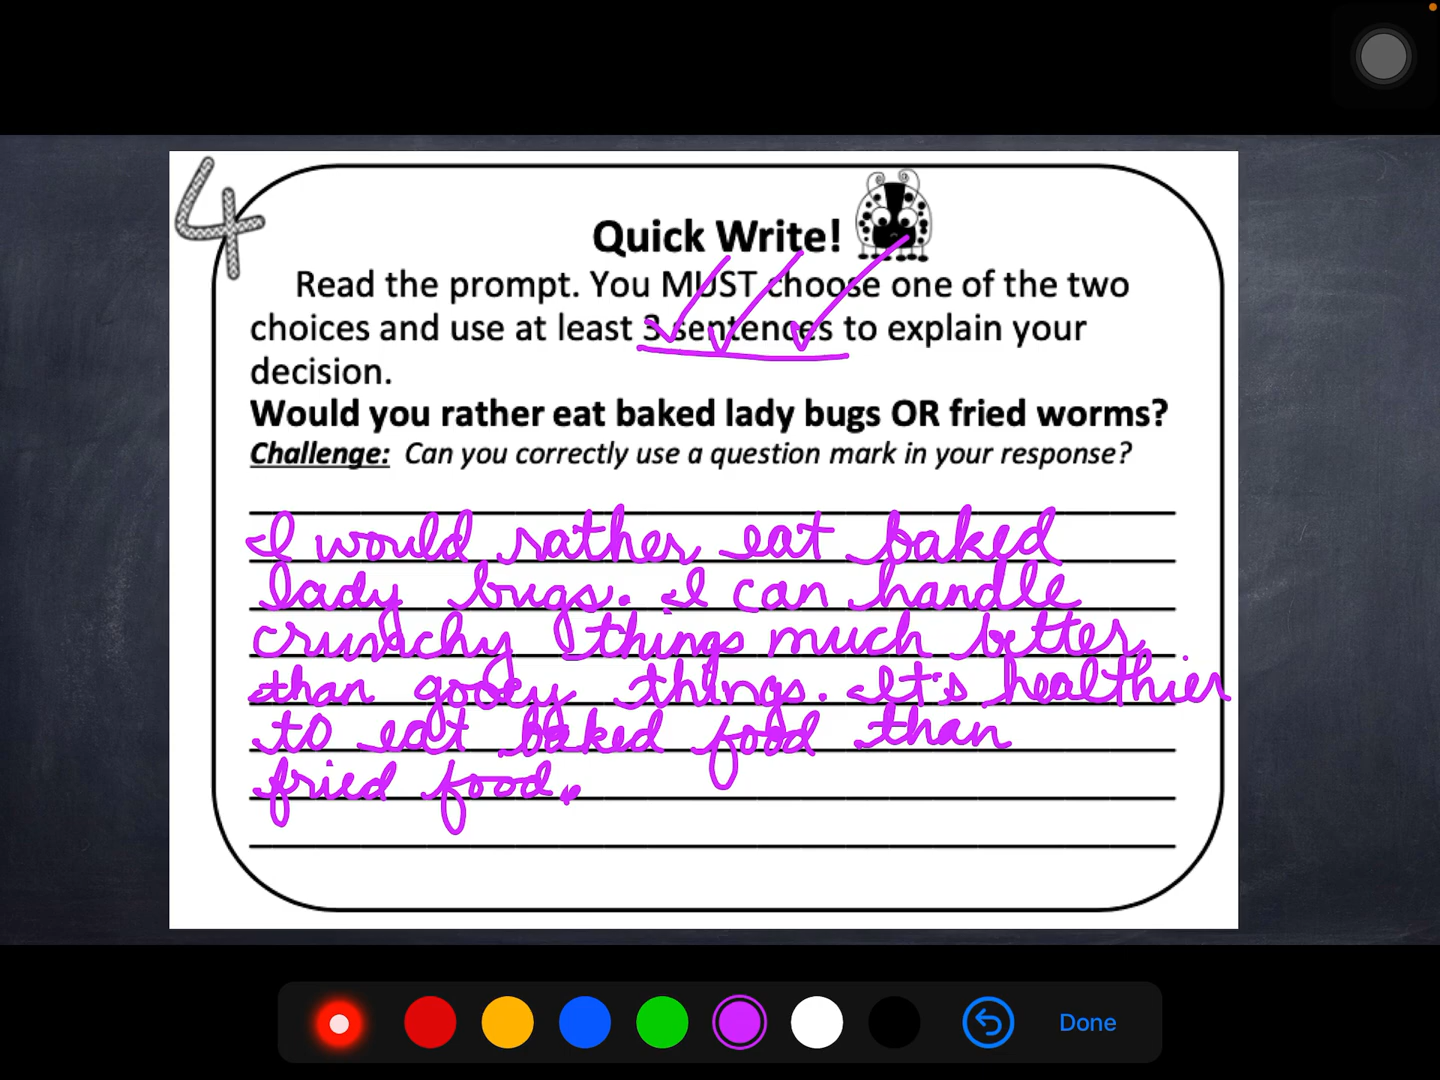 4
Quick Write!
Read the prompt. You MUST choose one of the two
choices and use at least 3 sentences to explain your
decision.
Would you rather eat baked lady bugs OR fried worms?
Challenge: Can you correctly use a question mark in your response?
I would rather eat baked
lady bugs. I can handle
crunchy things much better
than gooey things. It's healthier
to eat baked food than
fried food.
Done